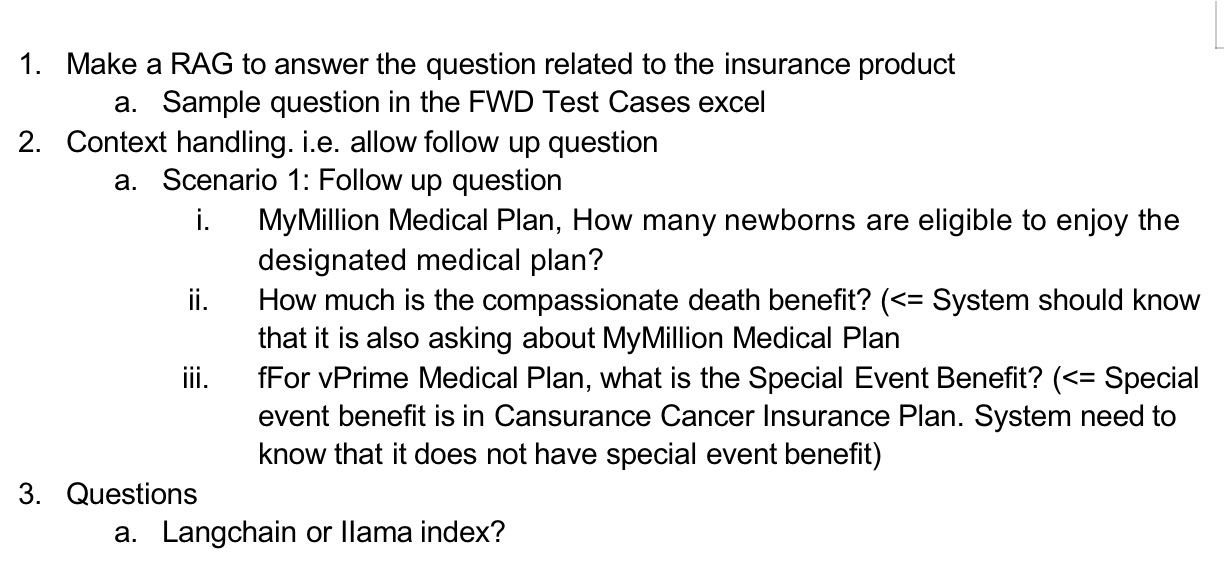 1. Make a RAG to answer the question related to the insurance product
a. Sample question in the FWD Test Cases excel
2. Context handling. i.e. allow follow up question
a. Scenario 1: Follow up question
i. MyMillion Medical Plan, How many newborns are eligible to enjoy the
designated medical plan?
ii. How much is the compassionate death benefit? (<= System should know
that it is also asking about MyMillion Medical Plan
iii. fFor vPrime Medical Plan, what is the Special Event Benefit? (<= Special
event benefit is in Cansurance Cancer Insurance Plan. System need to
know that it does not have special event benefit)
3. Questions
a. Langchain or llama index?